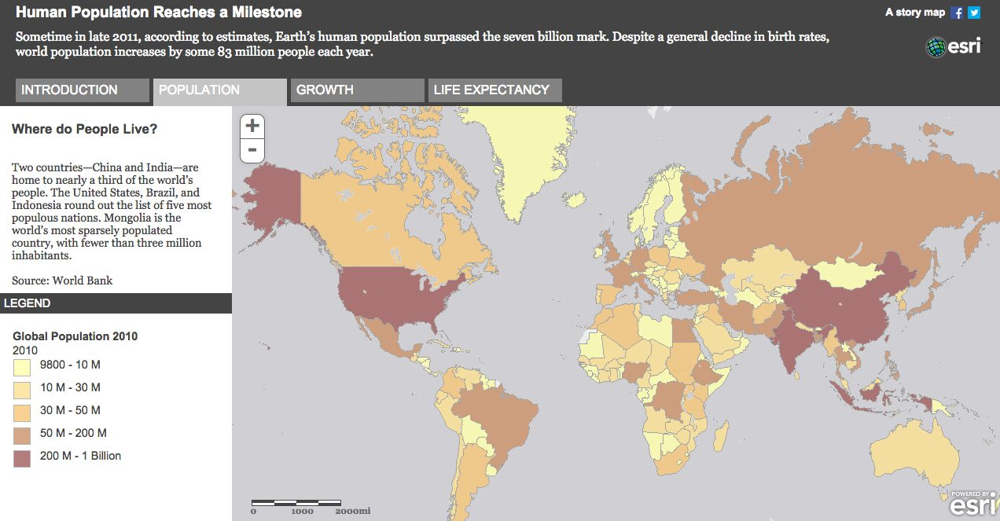 Human Population Reaches a Milestone
A story map
Sometime in late 2011, according to estimates, Earth's human population surpassed the seven billion mark. Despite a general decline in birth rates,
world population increases by some 83 million people each year.
esri
INTRODUCTION
POPULATION
GROWTH
LIFE EXPECTANCY
Where do People Live?
Two countries—China and India—are
home to nearly a third of the world's
people. The United States, Brazil, and
Indonesia round out the list of five most
populous nations. Mongolia is the
world's most sparsely populated
country, with fewer than three million
inhabitants.
Source: World Bank
LEGEND
Global Population 2010
2010
9800 - 10 M
10 M - 30 M
30 M - 50 M
50 M - 200 M
200 M - 1 Billion
+
-
0 1000 2000mi
POWERED BY
esri